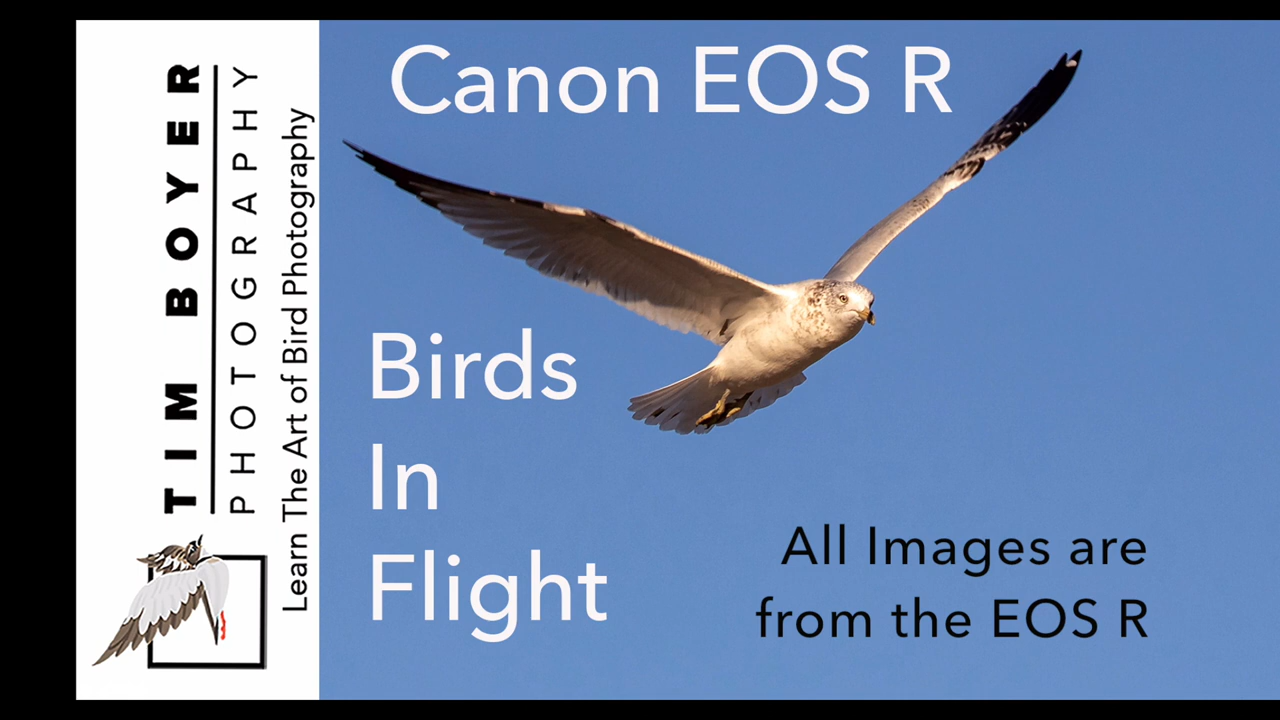 TIM BOYER
PHOTOGRAPHY
Learn The Art of Bird Photography
Canon EOS R
Birds
In
Flight
All Images are
from the EOS R